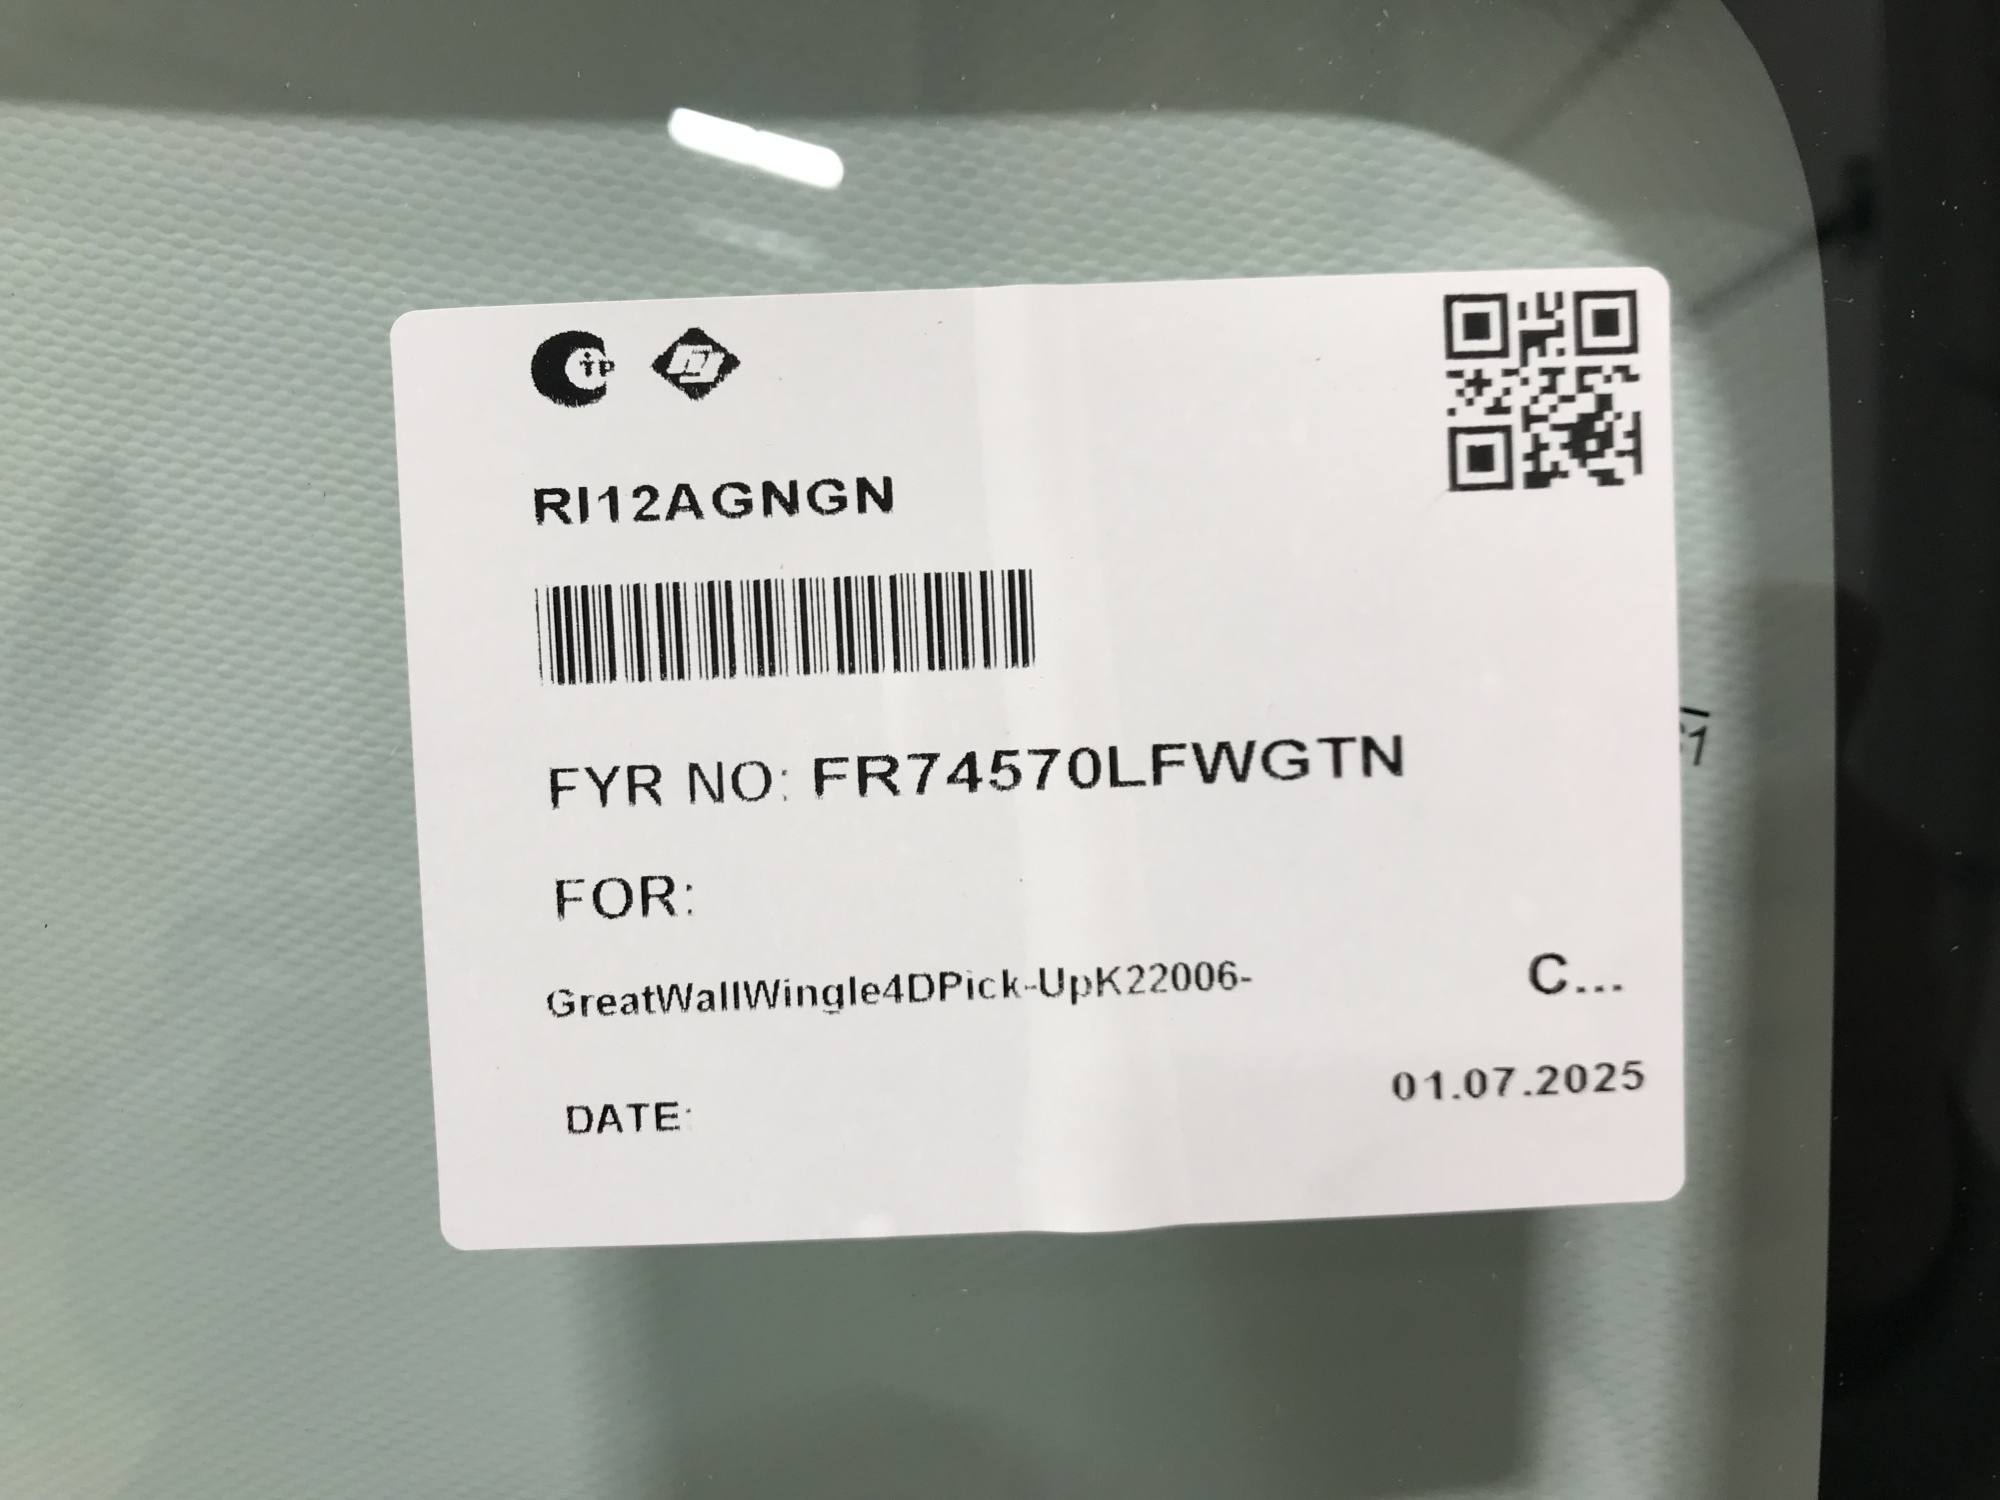 RI12AGNGN
FYR NO: FR74570LFWGTN
FOR:
GreatWallWingle4DPick-UpK22006-
C...
DATE:
01.07.2025